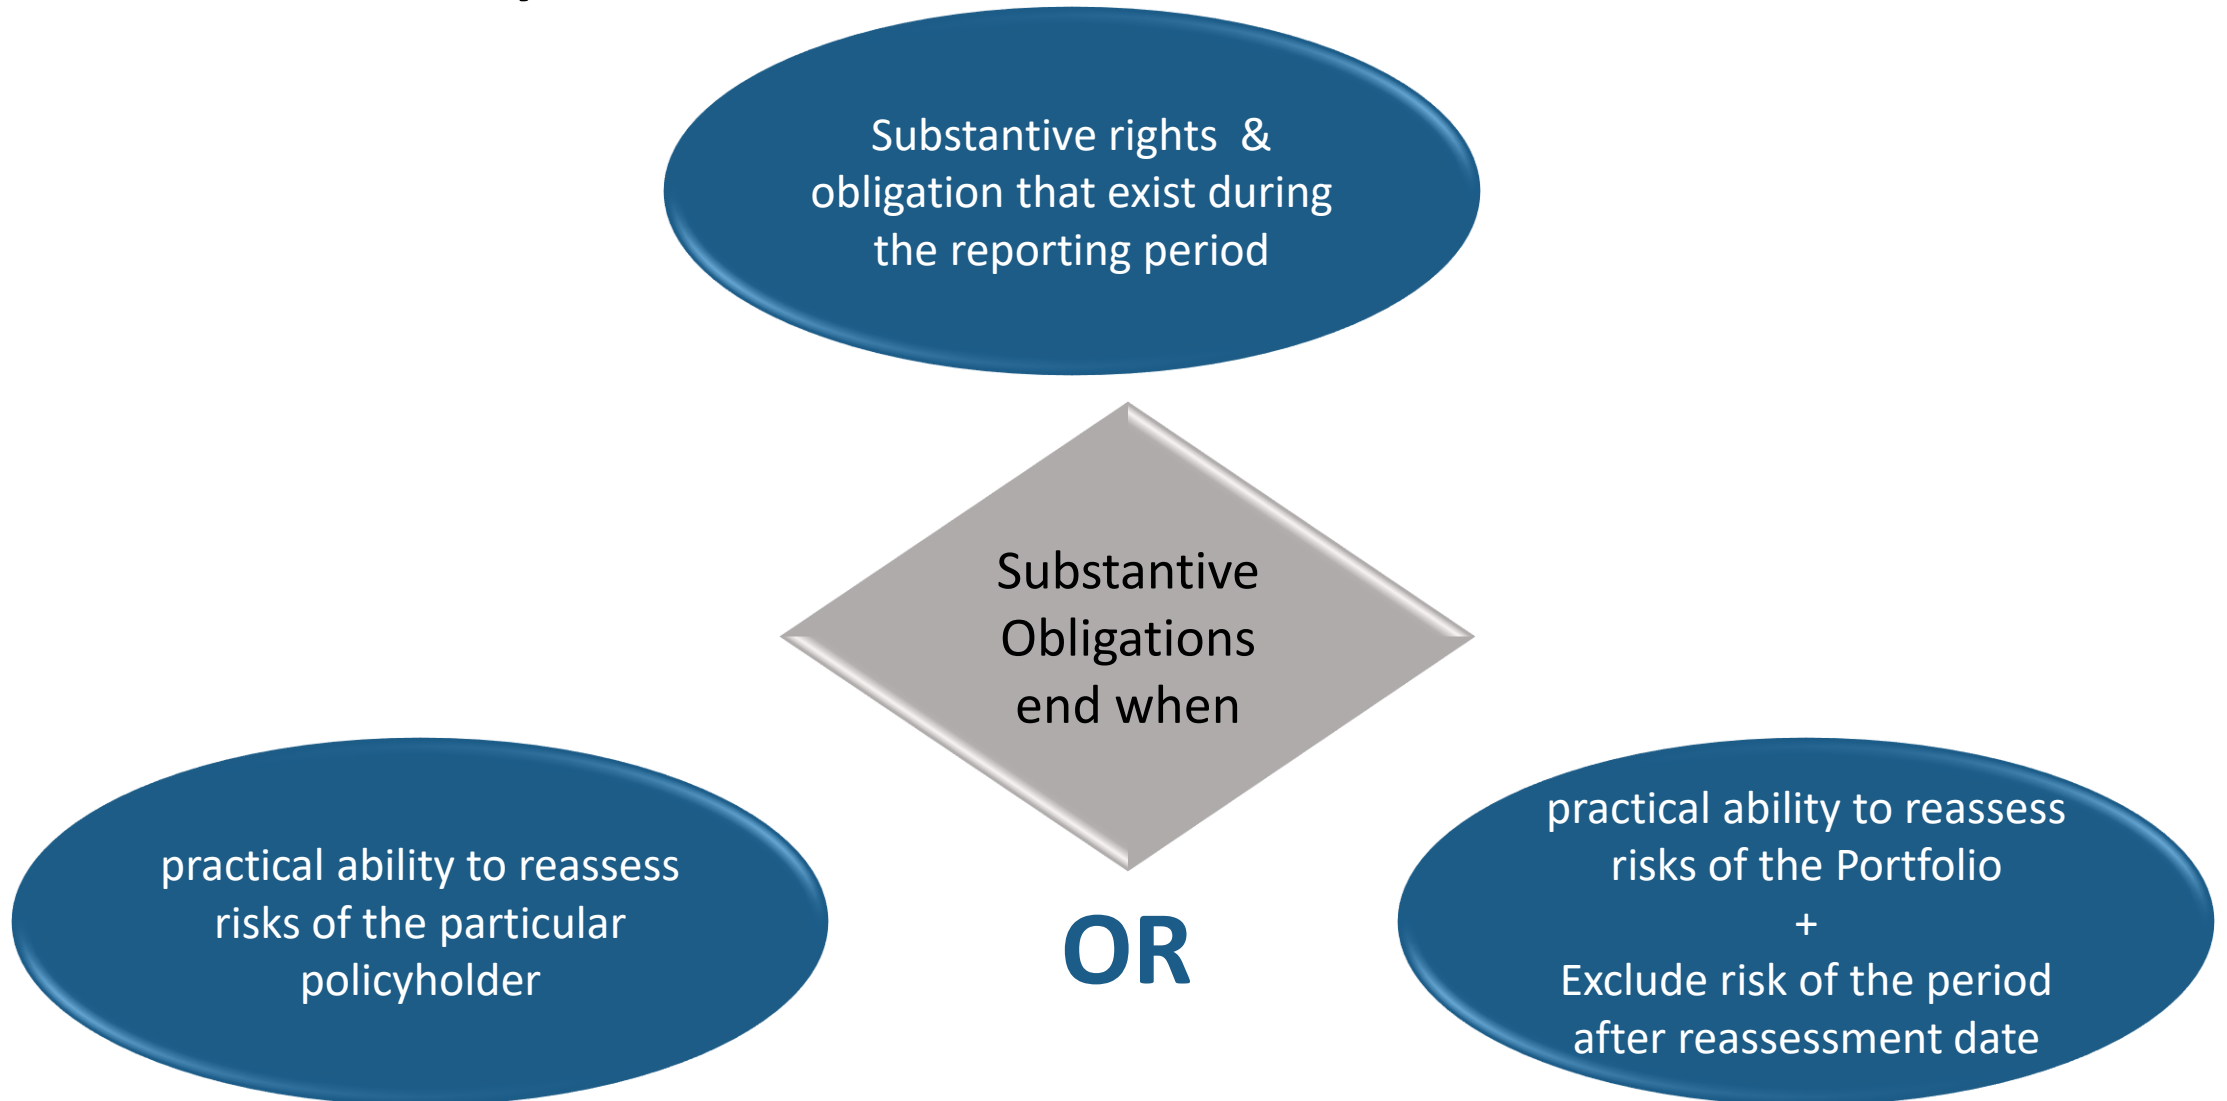 Substantive rights &
obligation that exist during
the reporting period
Substantive
Obligations
end when
practical ability to reassess
risks of the particular
policyholder
OR
practical ability to reassess
risks of the Portfolio
+
Exclude risk of the period
after reassessment date